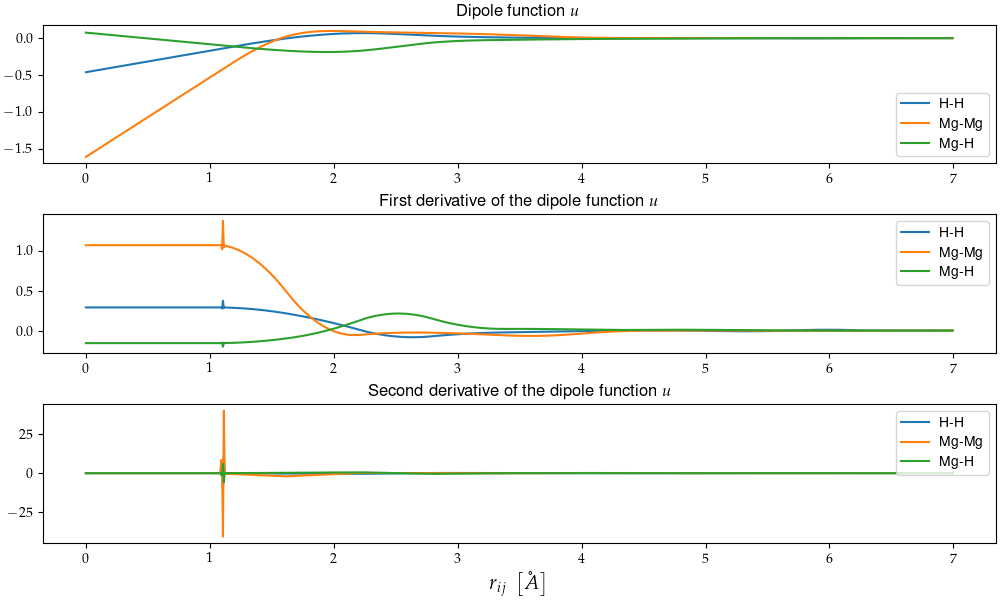 Dipole function u
0.0
−0.5
−1.0
−1.5
H-H
Mg-Mg
Mg-H
0 1 2 3 4 5 6 7
First derivative of the dipole function u
1.0
0.5
0.0
H-H
Mg-Mg
Mg-H
0 1 2 3 4 5 6 7
Second derivative of the dipole function u
25
0
−25
H-H
Mg-Mg
Mg-H
0 1 2 3 4 5 6 7
r_{ij} [Å]